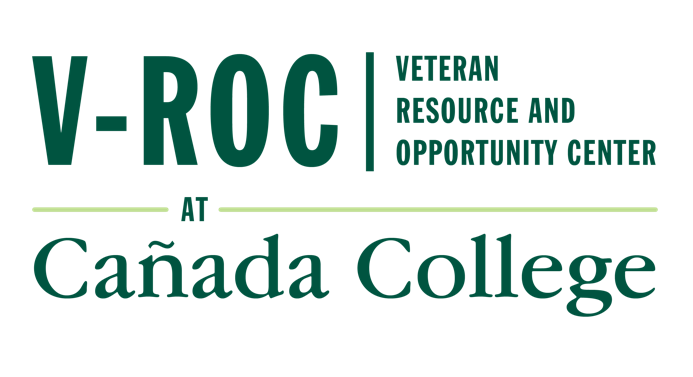 V-ROC
VETERAN
RESOURCE AND
OPPORTUNITY CENTER
AT
Cañada College